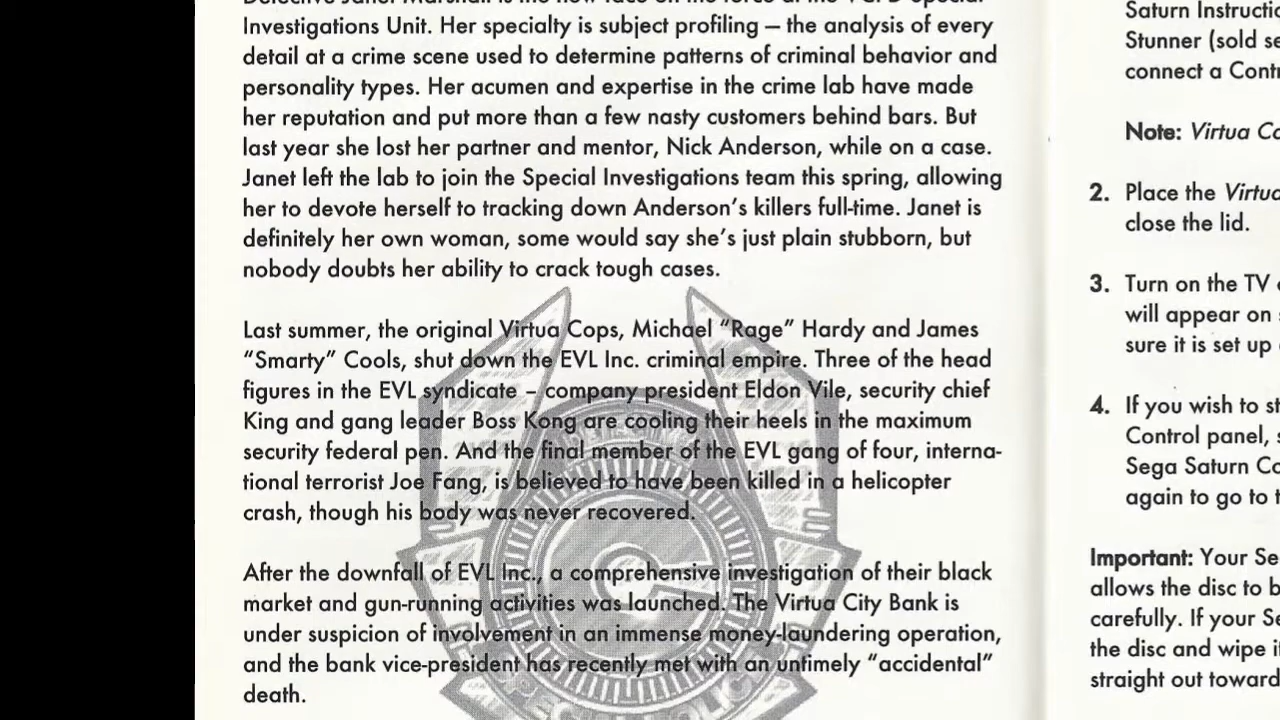 Investigations Unit. Her specialty is subject profiling – the analysis of every
detail at a crime scene used to determine patterns of criminal behavior and
personality types. Her acumen and expertise in the crime lab have made
her reputation and put more than a few nasty customers behind bars. But
last year she lost her partner and mentor, Nick Anderson, while on a case.
Janet left the lab to join the Special Investigations team this spring, allowing
her to devote herself to tracking down Anderson's killers full-time. Janet is
definitely her own woman, some would say she's just plain stubborn, but
nobody doubts her ability to crack tough cases.
Last summer, the original Virtua Cops, Michael "Rage" Hardy and James
"Smarty" Cools, shut down the EVL Inc. criminal empire. Three of the head
figures in the EVL syndicate – company president Eldon Vile, security chief
King and gang leader Boss Kong are cooling their heels in the maximum
security federal pen. And the final member of the EVL gang of four, interna-
tional terrorist Joe Fang, is believed to have been killed in a helicopter
crash, though his body was never recovered.
After the downfall of EVL Inc., a comprehensive investigation of their black
market and gun-running activities was launched. The Virtua City Bank is
under suspicion of involvement in an immense money-laundering operation,
and the bank vice-president has recently met with an untimely "accidental"
death.
Saturn
Stunner (sold
connect a
Note: Virtua
2. Place the
close the lid.
3. Turn on the TV
will appear on
sure it is set up
4. If you wish to
Control panel,
Sega Saturn
again to go to
Important: Your
allows the disc to
carefully. If your
the disc and wipe
straight out